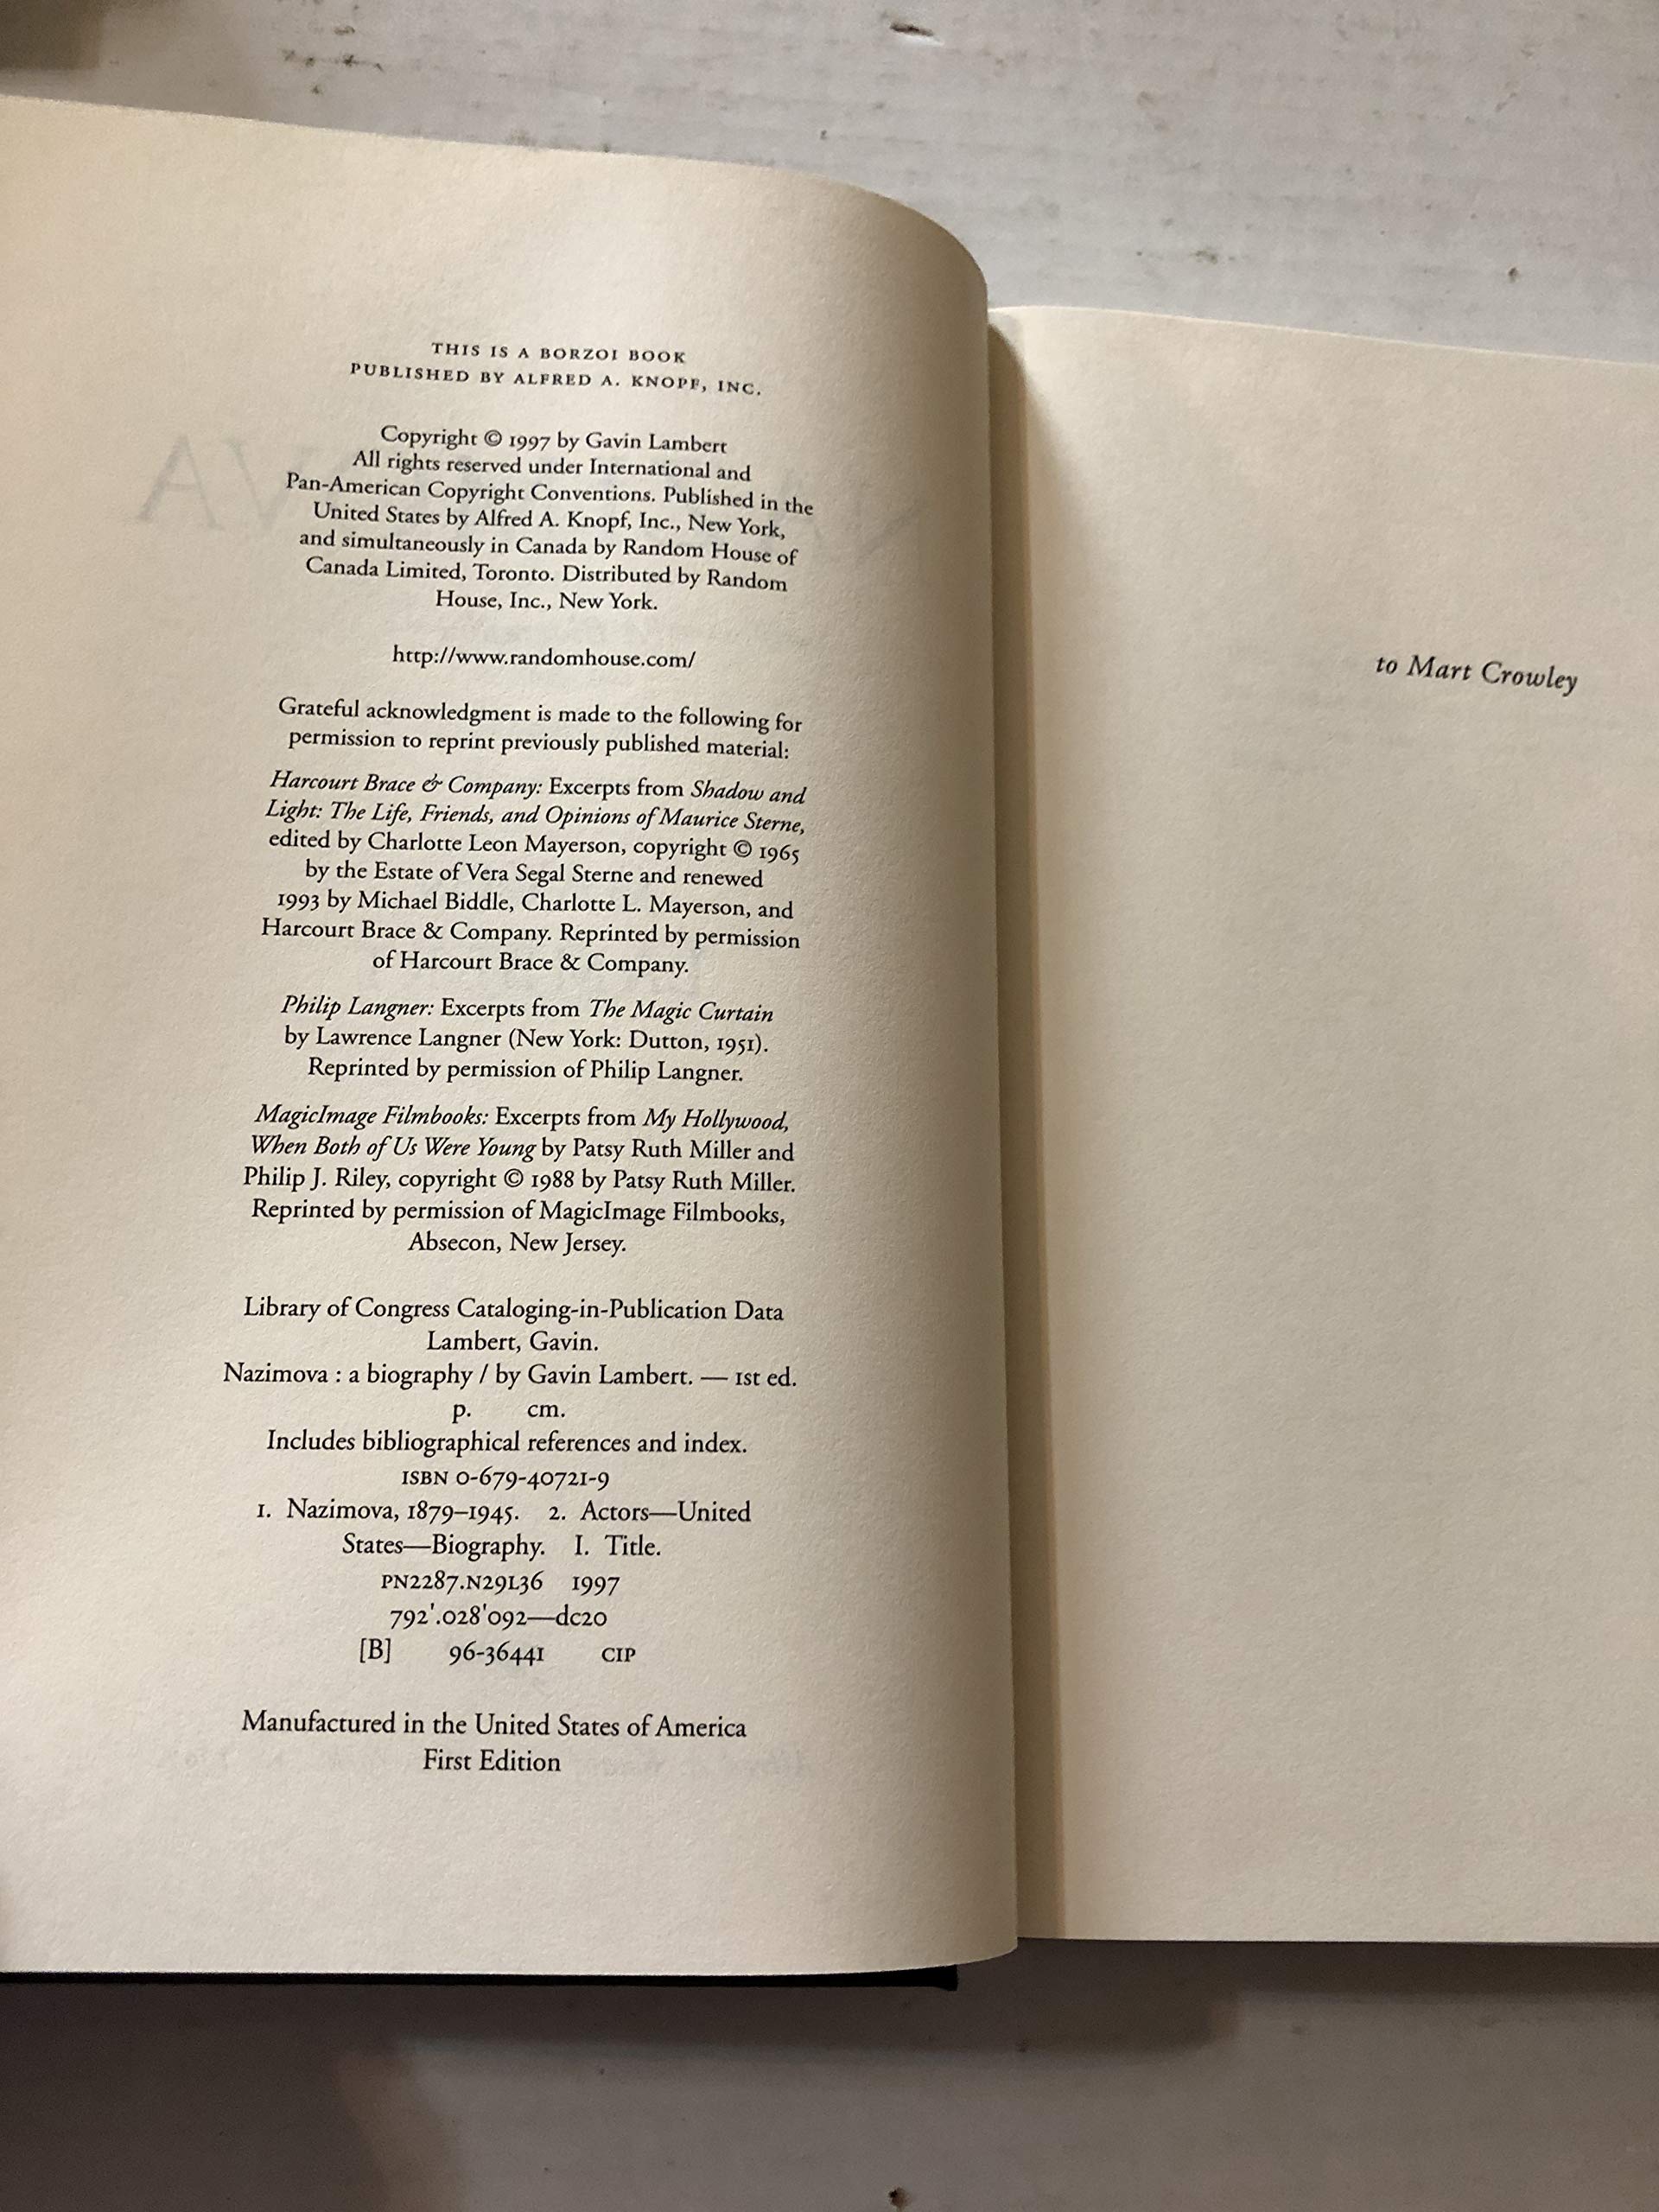 THIS IS A BORZOI BOOK
PUBLISHED BY ALFRED A. KNOPF, INC.
Copyright © 1997 by Gavin Lambert
All rights reserved under International and
Pan-American Copyright Conventions. Published in the
United States by Alfred A. Knopf, Inc., New York,
and simultaneously in Canada by Random House of
Canada Limited, Toronto. Distributed by Random
House, Inc., New York.
http://www.randomhouse.com/
Grateful acknowledgment is made to the following for
permission to reprint previously published material:
Harcourt Brace & Company: Excerpts from Shadow and
Light: The Life, Friends, and Opinions of Maurice Sterne,
edited by Charlotte Leon Mayerson, copyright © 1965
by the Estate of Vera Segal Sterne and renewed
1993 by Michael Biddle, Charlotte L. Mayerson, and
Harcourt Brace & Company. Reprinted by permission
of Harcourt Brace & Company.
Philip Langner: Excerpts from The Magic Curtain
by Lawrence Langner (New York: Dutton, 1951).
Reprinted by permission of Philip Langner.
MagicImage Filmbooks: Excerpts from My Hollywood,
When Both of Us Were Young by Patsy Ruth Miller and
Philip J. Riley, copyright © 1988 by Patsy Ruth Miller.
Reprinted by permission of MagicImage Filmbooks,
Absecon, New Jersey.
Library of Congress Cataloging-in-Publication Data
Lambert, Gavin.
Nazimova : a biography / by Gavin Lambert. — 1st ed.
p. cm.
Includes bibliographical references and index.
ISBN 0-679-40721-9
1. Nazimova, 1879–1945. 2. Actors—United
States—Biography. I. Title.
PN2287.N29L36 1997
792'.028'092—dc20
[B] 96-36441 CIP
Manufactured in the United States of America
First Edition
to Mart Crowley